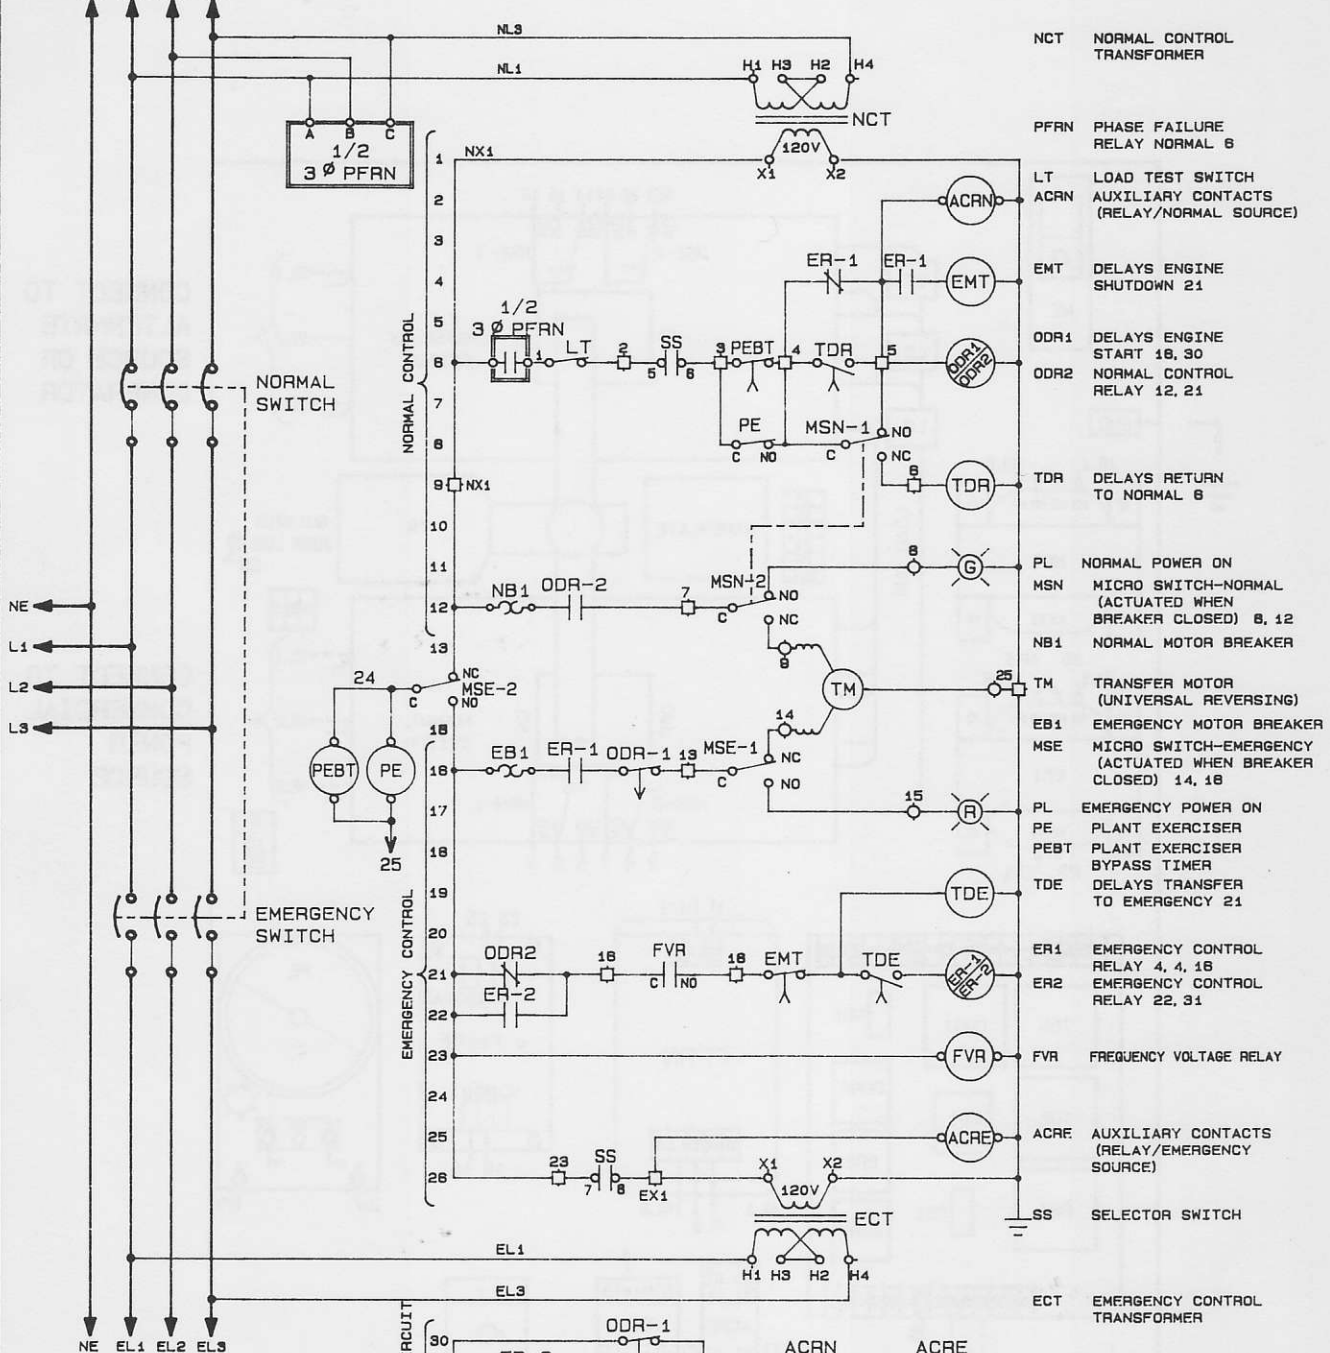 NL3
NL1
H1 H3 H2 H4
NCT
120V
X1 X2
A B C
1/2
3 Ø PFRN
NX1
1
2
3
4
5
6
7
8
9
10
11
12
13
NORMAL CONTROL
ACRN
ER-1 ER-1
EMT
1/2
3 Ø PFRN
1 LT 2 SS 3 PEBT 4 TDR 5
5 6
ODR1
ODR2
PE
C NO
MSN-1
C
NO
NC
6
TDR
NX1
NORMAL
SWITCH
8
G
NB1 ODR-2 7 MSN-2
C
NO
NC
9
NE
L1
L2
L3
24
C
NC
MSE-2
NO
TM
25
PEBT
PE
25
14
EB1 ER-1 ODR-1 13 MSE-1
C
NC
NO
15
R
15
16
17
18
19
20
21
22
23
24
25
26
EMERGENCY CONTROL
EMERGENCY
SWITCH
TDE
ODR2 16 FVR 18 EMT TDE
C NO
ER-1
ER-2
ER-2
FVR
ACRE
23 SS EX1
7 8
X1 X2
120V
ECT
H1 H3 H2 H4
EL1
EL3
NE EL1 EL2 EL3
RCUIT
30
ODR-1
ACRN ACRE
NCT NORMAL CONTROL
TRANSFORMER
PFRN PHASE FAILURE
RELAY NORMAL 6
LT LOAD TEST SWITCH
ACRN AUXILIARY CONTACTS
(RELAY/NORMAL SOURCE)
EMT DELAYS ENGINE
SHUTDOWN 21
ODR1 DELAYS ENGINE
START 16, 30
ODR2 NORMAL CONTROL
RELAY 12, 21
TDR DELAYS RETURN
TO NORMAL 6
PL NORMAL POWER ON
MSN MICRO SWITCH-NORMAL
(ACTUATED WHEN
BREAKER CLOSED) 8, 12
NB1 NORMAL MOTOR BREAKER
TM TRANSFER MOTOR
(UNIVERSAL REVERSING)
EB1 EMERGENCY MOTOR BREAKER
MSE MICRO SWITCH-EMERGENCY
(ACTUATED WHEN BREAKER
CLOSED) 14, 16
PL EMERGENCY POWER ON
PE PLANT EXERCISER
PEBT PLANT EXERCISER
BYPASS TIMER
TDE DELAYS TRANSFER
TO EMERGENCY 21
ER1 EMERGENCY CONTROL
RELAY 4, 4, 16
ER2 EMERGENCY CONTROL
RELAY 22, 31
FVR FREQUENCY VOLTAGE RELAY
ACRE AUXILIARY CONTACTS
(RELAY/EMERGENCY
SOURCE)
SS SELECTOR SWITCH
ECT EMERGENCY CONTROL
TRANSFORMER